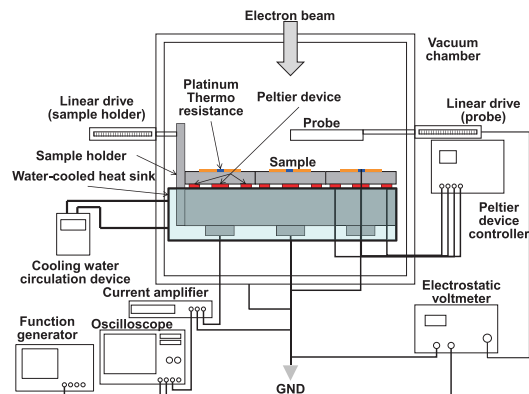 Electron beam
Vacuum
chamber
Platinum
Thermo
resistance
Peltier device
Linear drive
(sample holder)
Linear drive
(probe)
Probe
Sample holder
Sample
Water-cooled heat sink
Peltier
device
controller
Cooling water
circulation device
Electrostatic
voltmeter
Current amplifier
Function
generator
Oscilloscope
GND